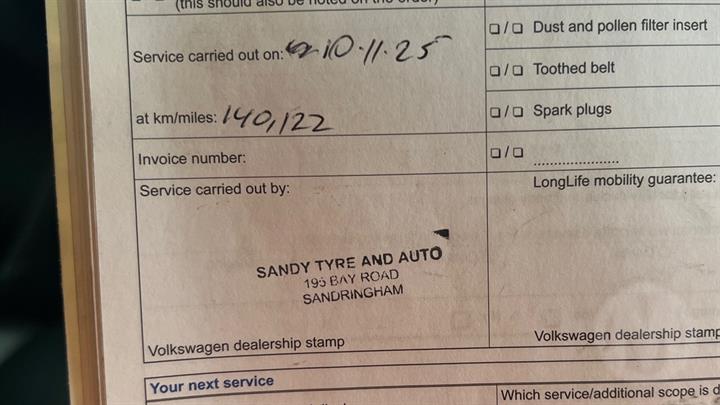 (this should also be noted on the order)
Service carried out on: 10.11.25
at km/miles: 140,122
Invoice number:
Service carried out by:
SANDY TYRE AND AUTO
195 BAY ROAD
SANDRINGHAM
Volkswagen dealership stamp
Your next service
/ Dust and pollen filter insert
/ Toothed belt
/ Spark plugs
/ .....................
LongLife mobility guarantee:
Volkswagen dealership stamp
Which service/additional scope is d